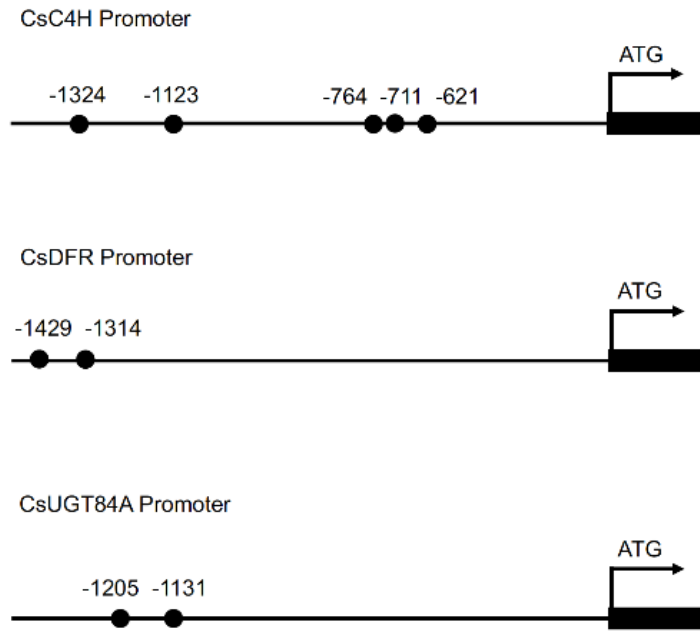 CsC4H Promoter
ATG
-1324 -1123 -764 -711 -621
CsDFR Promoter
ATG
-1429 -1314
CsUGT84A Promoter
ATG
-1205 -1131